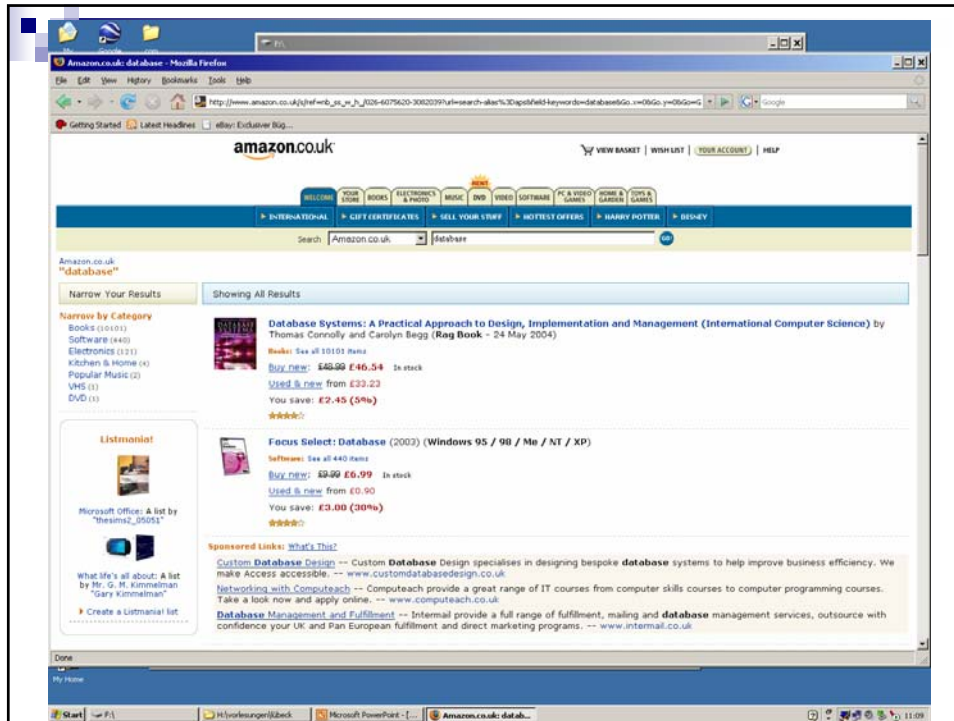 My Google com
F:\
Amazon.co.uk: database - Mozilla Firefox
File Edit View History Bookmarks Tools Help
Google
Getting Started Latest Headlines eBay: Exclusiver Büg...
amazon.co.uk
VIEW BASKET | WISH LIST | YOUR ACCOUNT | HELP
RENT
WELCOME YOUR STORE BOOKS ELECTRONICS & PHOTO MUSIC DVD VIDEO SOFTWARE PC & VIDEO GAMES HOME & GARDEN TOYS & GAMES
INTERNATIONAL GIFT CERTIFICATES SELL YOUR STUFF HOTTEST OFFERS HARRY POTTER DISNEY
Search Amazon.co.uk database GO!
Amazon.co.uk
"database"
Narrow Your Results
Narrow by Category
Books (10101)
Software (440)
Electronics (121)
Kitchen & Home (4)
Popular Music (2)
VHS (1)
DVD (1)
Listmania!
Microsoft Office: A list by
"thesims2_05051"
What life's all about: A list
by Mr. G. M. Kimmelman
"Gary Kimmelman"
Create a Listmania! list
Showing All Results
Database Systems: A Practical Approach to Design, Implementation and Management (International Computer Science) by
Thomas Connolly and Carolyn Begg (Rag Book - 24 May 2004)
Books: See all 10101 items
Buy new: £48.99 £46.54 In stock
Used & new from £33.23
You save: £2.45 (5%)
Focus Select: Database (2003) (Windows 95 / 98 / Me / NT / XP)
Software: See all 440 items
Buy new: £9.99 £6.99 In stock
Used & new from £0.90
You save: £3.00 (30%)
Sponsored Links: What's This?
Custom Database Design -- Custom Database Design specialises in designing bespoke database systems to help improve business efficiency. We
make Access accessible. -- www.customdatabasedesign.co.uk
Networking with Computeach -- Computeach provide a great range of IT courses from computer skills courses to computer programming courses.
Take a look now and apply online. -- www.computeach.co.uk
Database Management and Fulfillment -- Intermail provide a full range of fulfillment, mailing and database management services, outsource with
confidence your UK and Pan European fulfillment and direct marketing programs. -- www.intermail.co.uk
Done
My Home
Start F:\ H:\vorlesungen\lübeck Microsoft PowerPoint - [... Amazon.co.uk: datab... 11:09